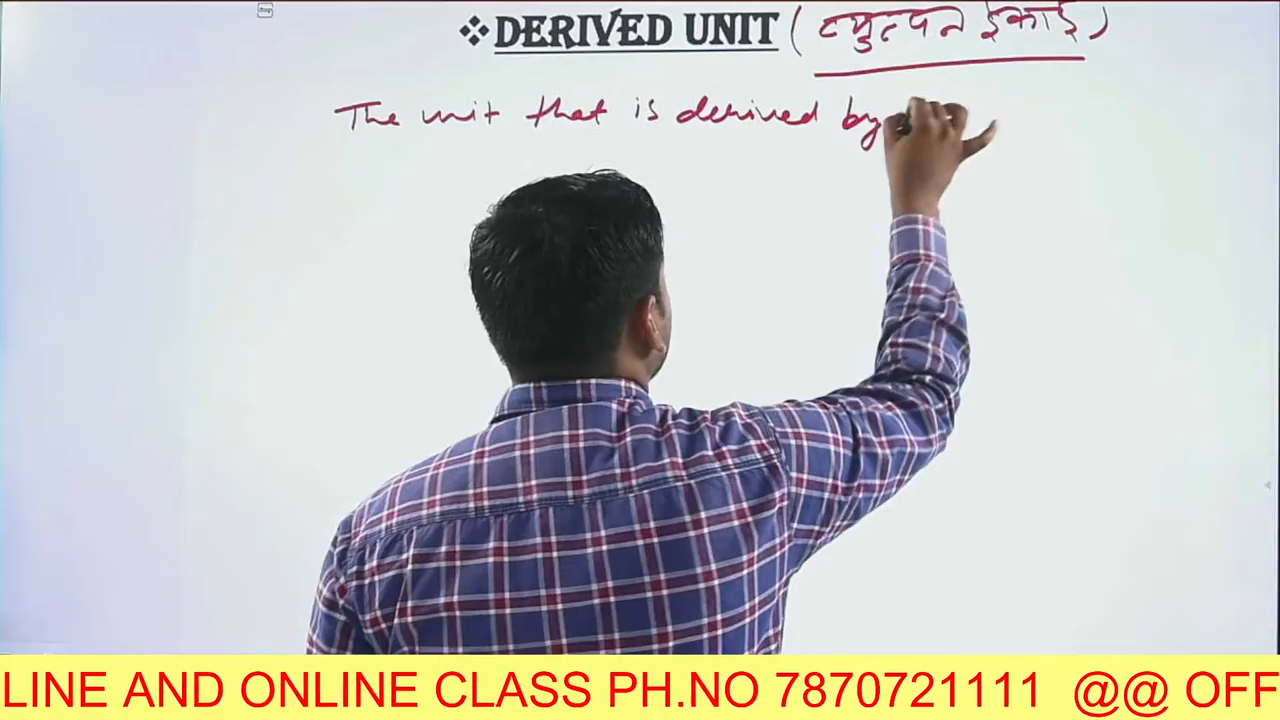 ❖DERIVED UNIT (व्युत्पन इकाई)
The unit that is derived by
LINE AND ONLINE CLASS PH.NO 7870721111 @@ OFF